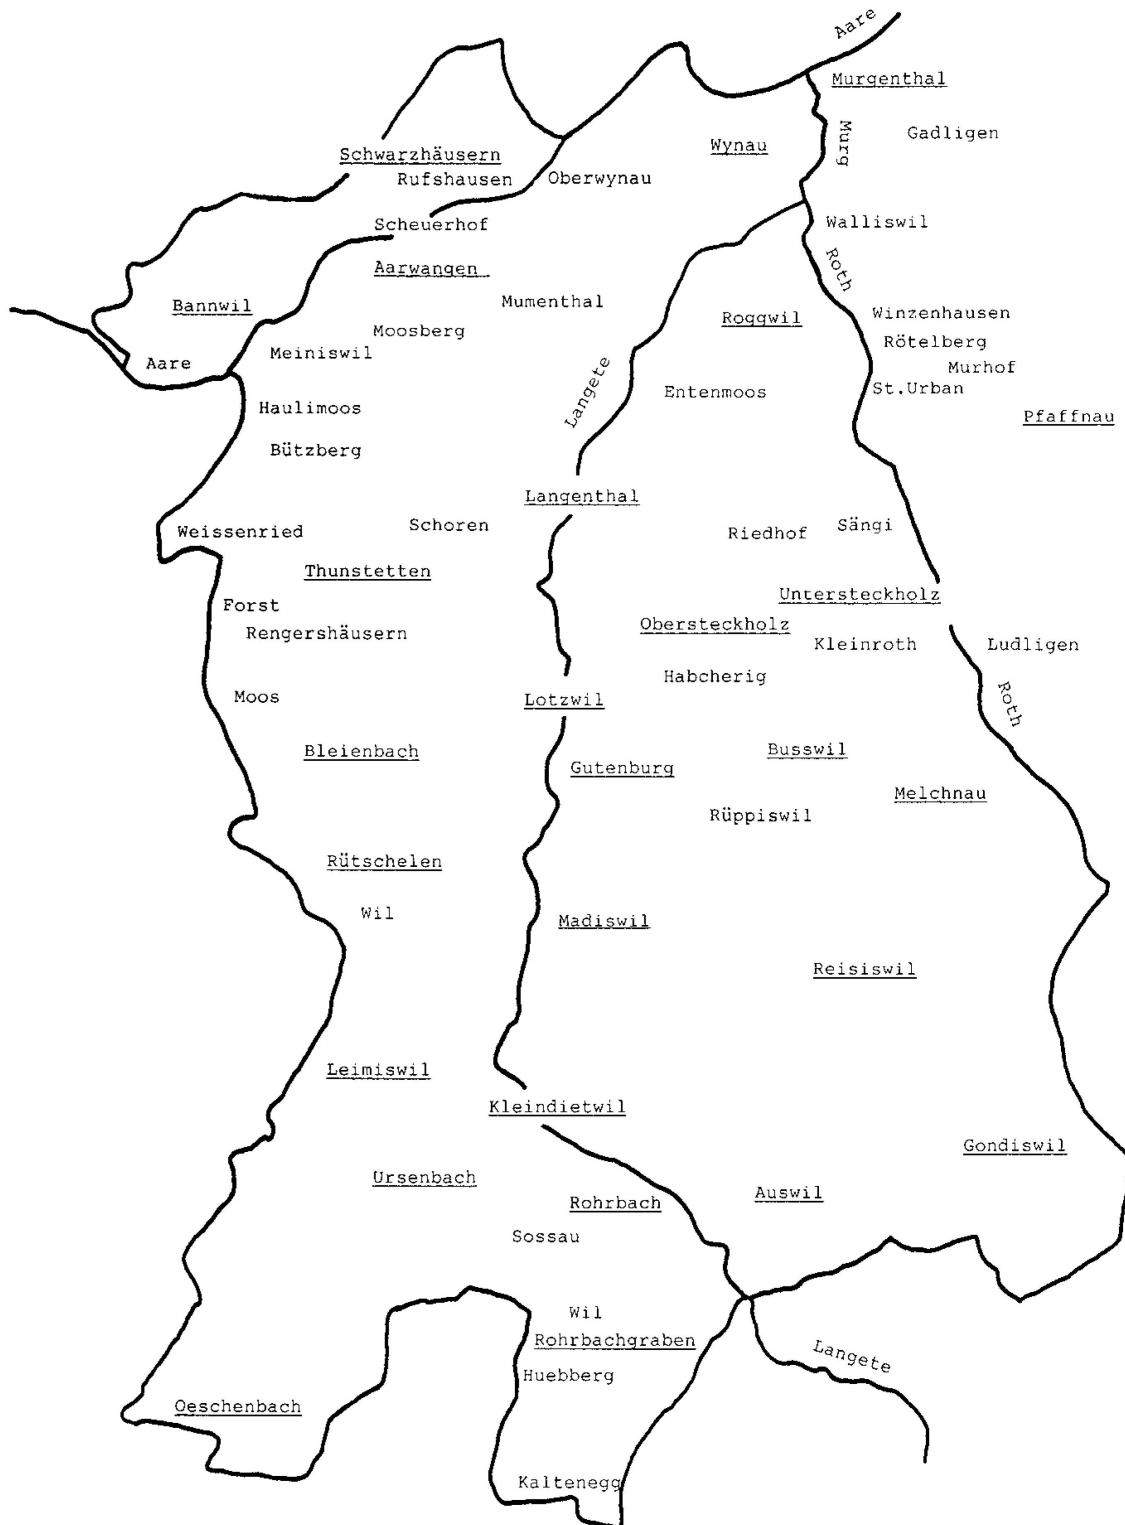 Aare
Murgenthal
Murg
Gadligen
Wynau
Schwarzhäusern
Rufshausen
Oberwynau
Walliswil
Scheuerhof
Roth
Aarwangen
Mumenthal
Bannwil
Winzenhausen
Roggwil
Moosberg
Rötelberg
Meiniswil
Aare
Murhof
Langete
Entenmoos
St.Urban
Haulimoos
Pfaffnau
Bützberg
Langenthal
Schoren
Sängi
Weissenried
Riedhof
Thunstetten
Untersteckholz
Forst
Obersteckholz
Rengershäusern
Kleinroth
Ludligen
Habcherig
Moos
Lotzwil
Roth
Bleienbach
Busswil
Gutenburg
Melchnau
Rüppiswil
Rütschelen
Wil
Madiswil
Reisiswil
Leimiswil
Kleindietwil
Gondiswil
Ursenbach
Auswil
Rohrbach
Sossau
Wil
Rohrbachgraben
Langete
Huebberg
Oeschenbach
Kaltenegg